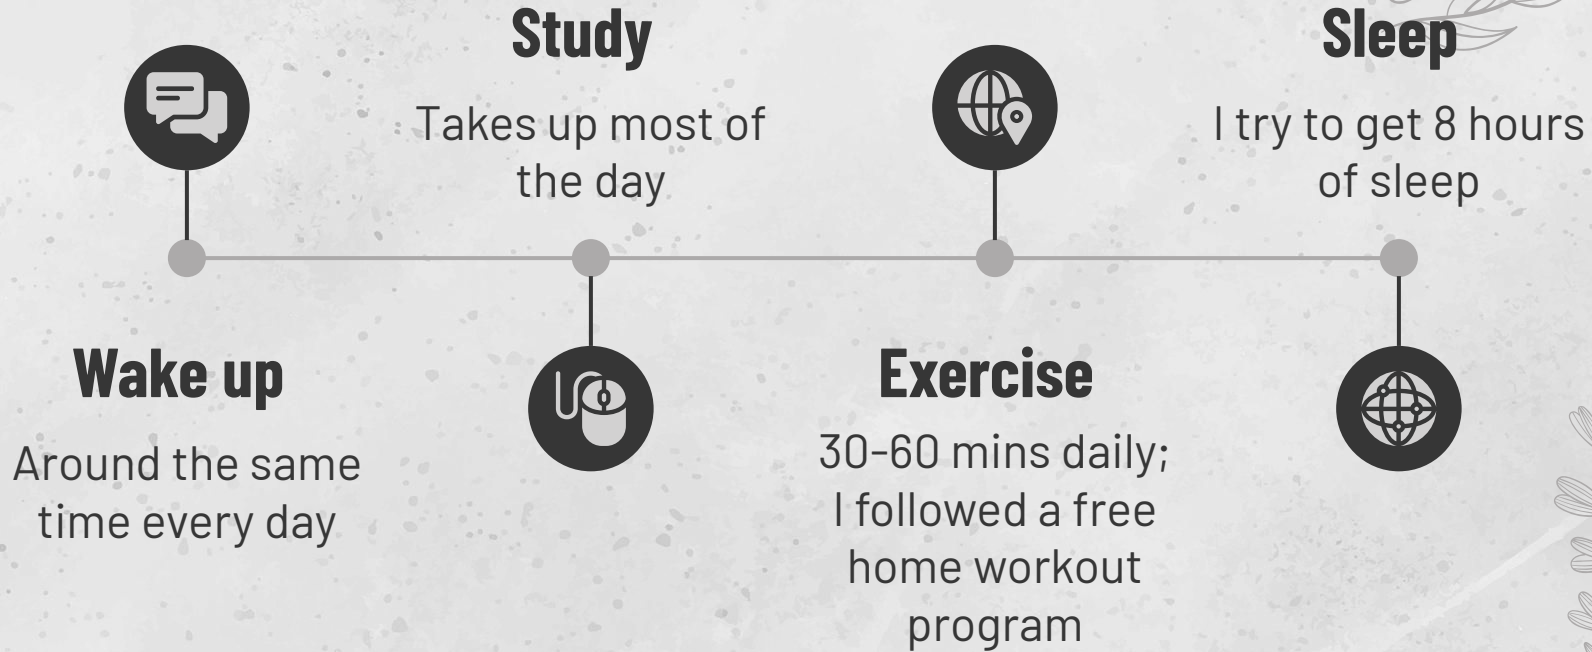 Wake up
Around the same
time every day
Study
Takes up most of
the day
Exercise
30-60 mins daily;
I followed a free
home workout
program
Sleep
I try to get 8 hours
of sleep